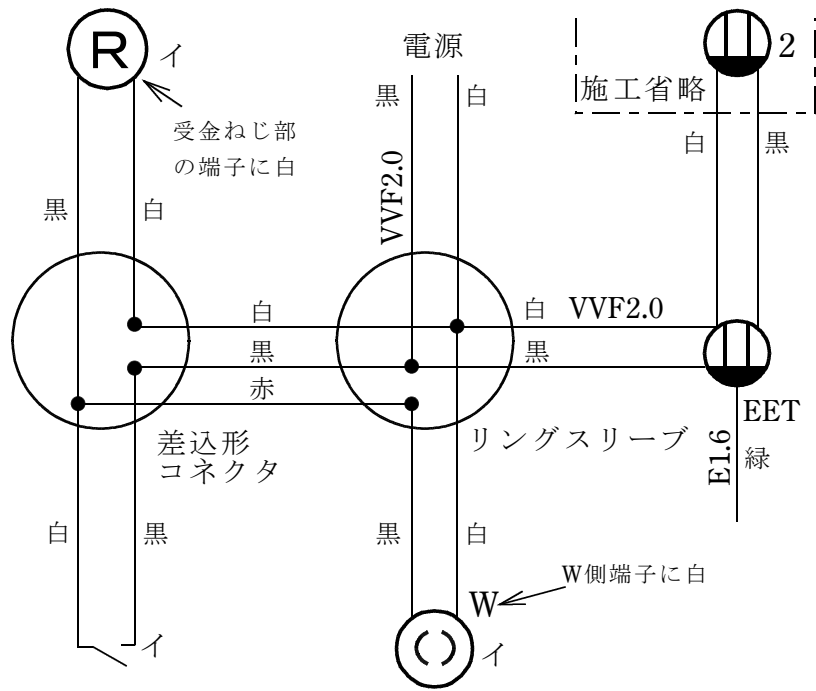 R イ
電源
2
施工省略
黒 白
白 黒
受金ねじ部
の端子に白
VVF2.0
黒 白
白 白 VVF2.0
黒 黒
赤
EET
差込形
コネクタ
リングスリーブ
E1.6 緑
白 黒 黒 白
W側端子に白
W
イ イ